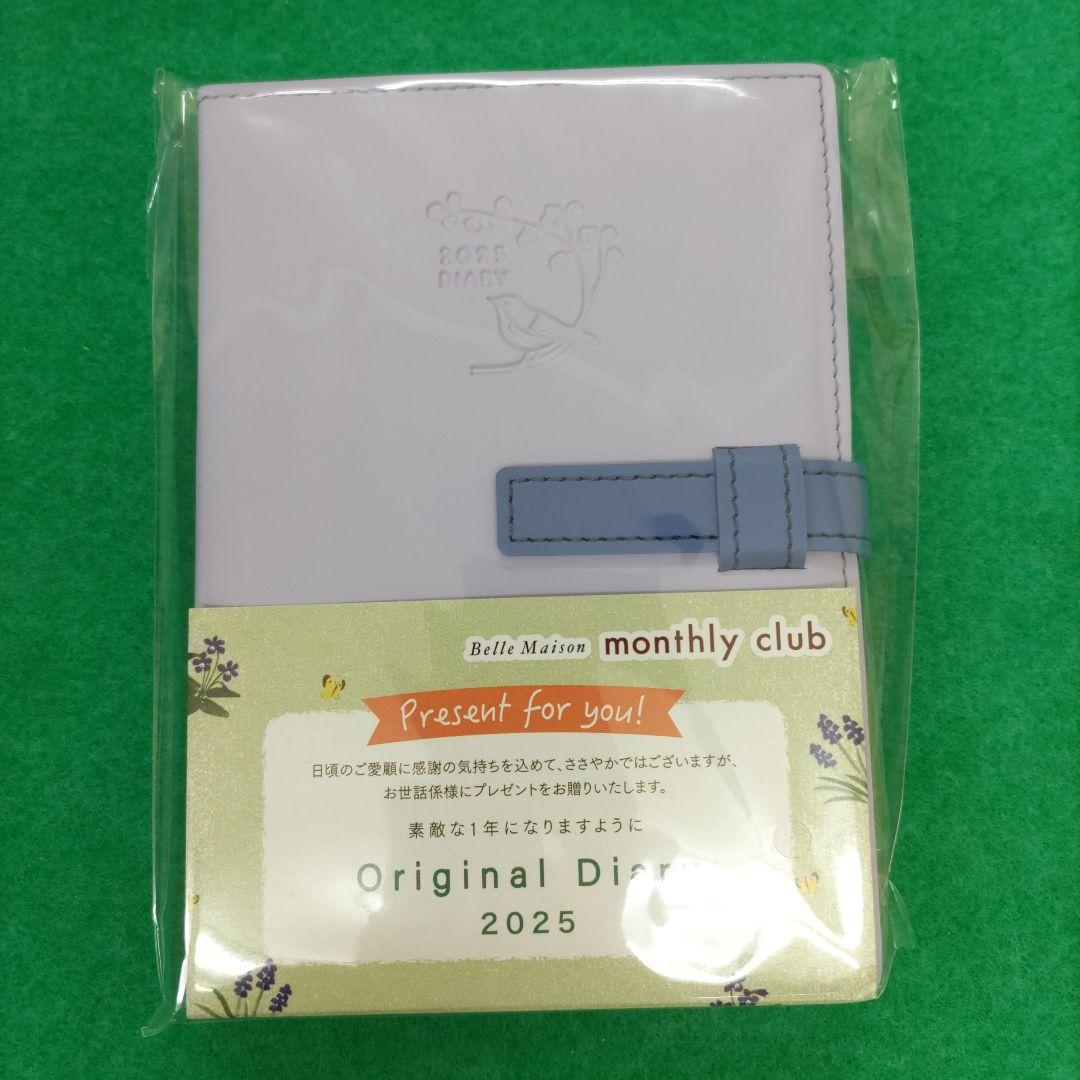 2025
DIARY
Belle Maison monthly club
Present for you!
日頃のご愛顧に感謝の気持ちを込めて、ささやかではございますが、
お世話係様にプレゼントをお贈りいたします。
素敵な1年になりますように
Original Diary
2025